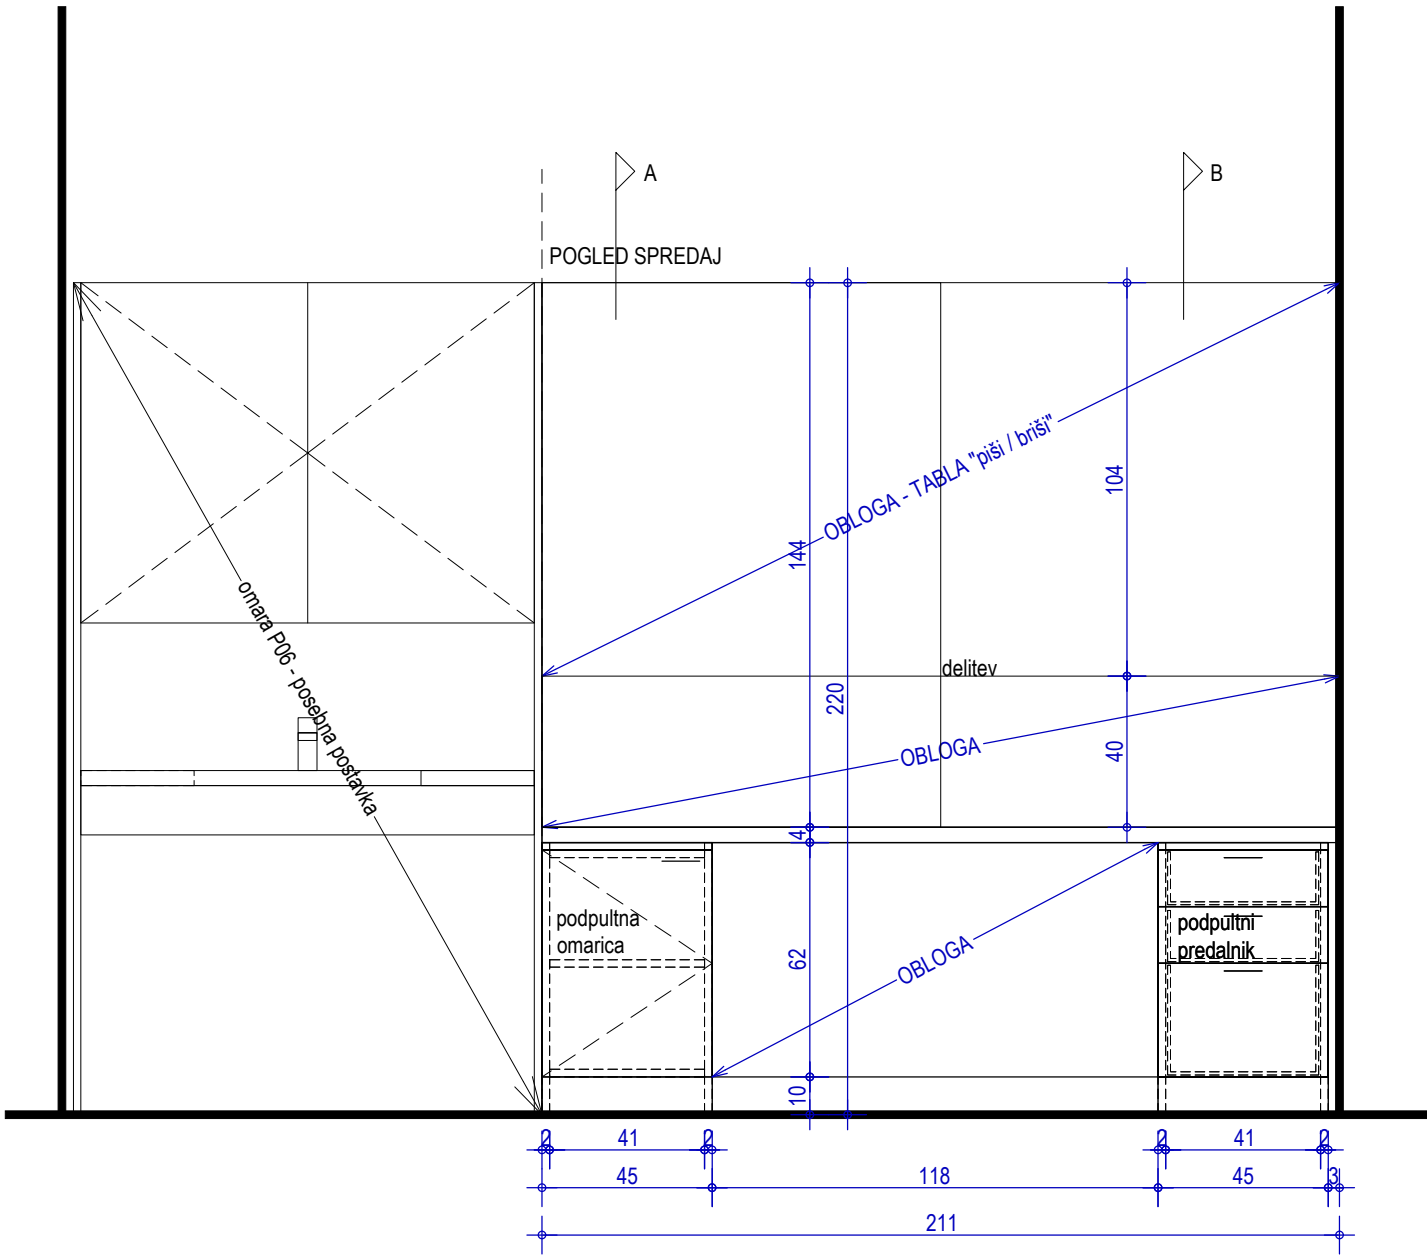 A
B
POGLED SPREDAJ
OBLOGA - TABLA "piši / briši"
104
144
omara P06 - posebna postavka
delitev
220
OBLOGA
40
4
podpultna
omarica
podpultni
predalnik
62
OBLOGA
10
2
41
2
2
41
2
45
118
45
3
211